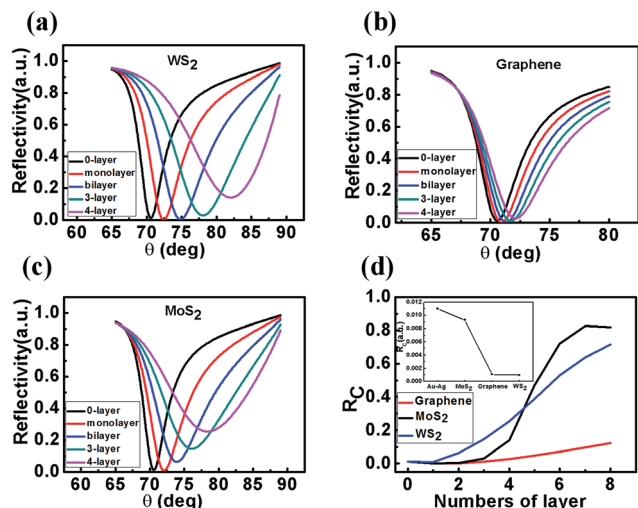 (a)
WS2
Reflectivity(a.u.)
1.0
0.8
0.6
0.4
0.2
0.0
0-layer
monolayer
bilayer
3-layer
4-layer
60 65 70 75 80 85 90
θ (deg)
(b)
Graphene
Reflectivity(a.u.)
1.0
0.8
0.6
0.4
0.2
0.0
0-layer
monolayer
bilayer
3-layer
4-layer
60 65 70 75 80
θ (deg)
(c)
MoS2
Reflectivity(a.u.)
1.0
0.8
0.6
0.4
0.2
0.0
0-layer
monolayer
bilayer
3-layer
4-layer
60 65 70 75 80 85 90
θ (deg)
(d)
RC
1.0
0.8
0.6
0.4
0.2
0.0
RC(a.u.)
0.012
0.009
0.006
0.003
0.000
Au-Ag MoS2 Graphene WS2
Graphene
MoS2
WS2
0 2 4 6 8
Numbers of layer